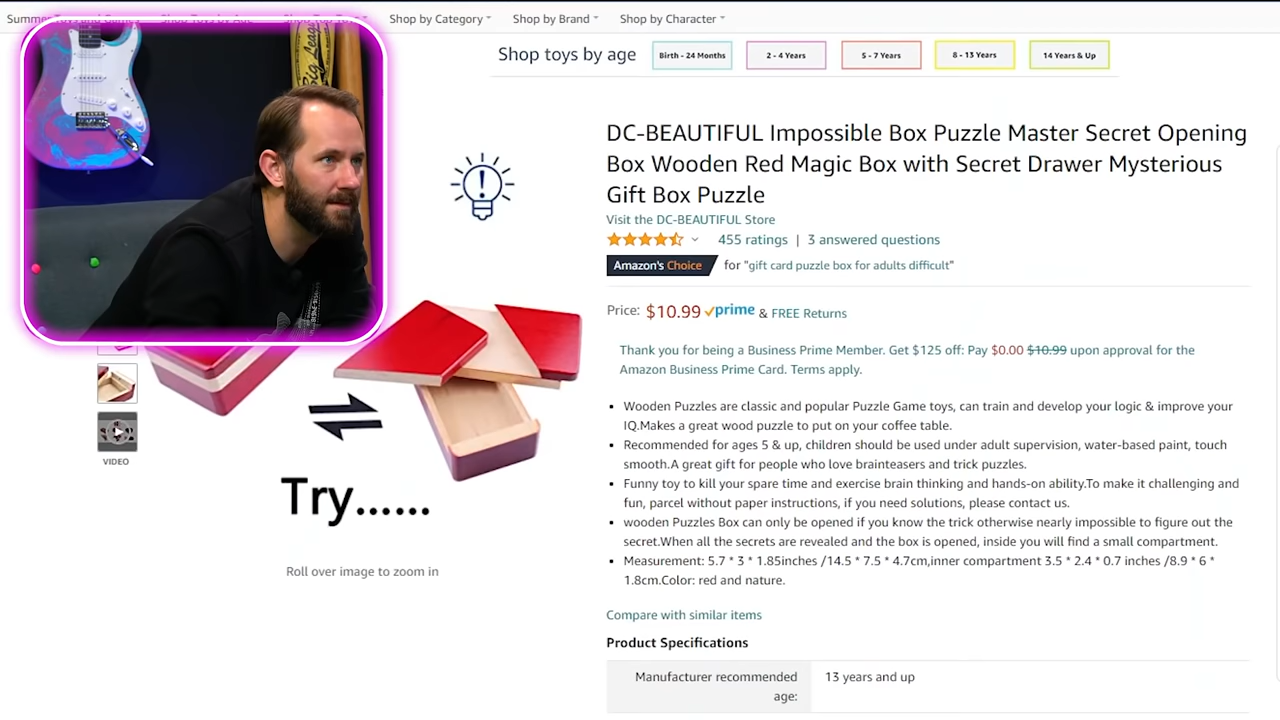 Shop by Category
Shop by Brand
Shop by Character
Shop toys by age
Birth - 24 Months
2 - 4 Years
5 - 7 Years
8 - 13 Years
14 Years & Up
Big League
DC-BEAUTIFUL Impossible Box Puzzle Master Secret Opening
Box Wooden Red Magic Box with Secret Drawer Mysterious
Gift Box Puzzle
Visit the DC-BEAUTIFUL Store
455 ratings | 3 answered questions
Amazon's Choice for "gift card puzzle box for adults difficult"
Price: $10.99 prime & FREE Returns
Thank you for being a Business Prime Member. Get $125 off: Pay $0.00 $10.99 upon approval for the
Amazon Business Prime Card. Terms apply.
Wooden Puzzles are classic and popular Puzzle Game toys, can train and develop your logic & improve your
IQ.Makes a great wood puzzle to put on your coffee table.
Recommended for ages 5 & up, children should be used under adult supervision, water-based paint, touch
smooth.A great gift for people who love brainteasers and trick puzzles.
Funny toy to kill your spare time and exercise brain thinking and hands-on ability.To make it challenging and
fun, parcel without paper instructions, if you need solutions, please contact us.
wooden Puzzles Box can only be opened if you know the trick otherwise nearly impossible to figure out the
secret.When all the secrets are revealed and the box is opened, inside you will find a small compartment.
Measurement: 5.7 * 3 * 1.85inches /14.5 * 7.5 * 4.7cm,inner compartment 3.5 * 2.4 * 0.7 inches /8.9 * 6 *
1.8cm.Color: red and nature.
Compare with similar items
Product Specifications
Manufacturer recommended
age:
13 years and up
VIDEO
Try......
Roll over image to zoom in